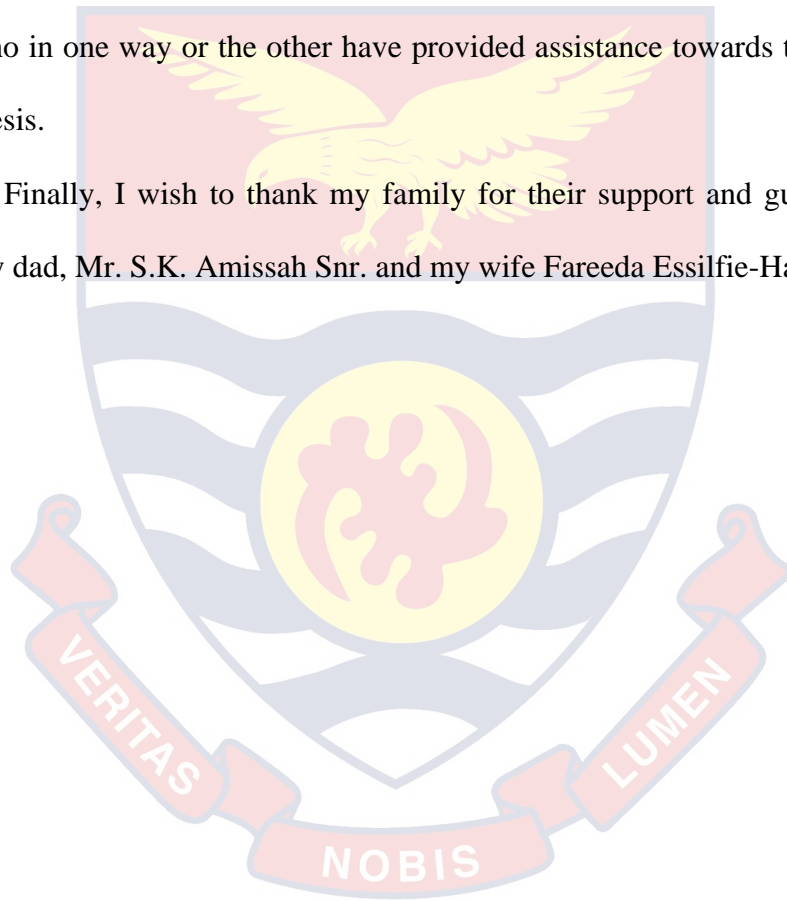 no in one way or the other have provided assistance towards t
esis.
Finally, I wish to thank my family for their support and gu
y dad, Mr. S.K. Amissah Snr. and my wife Fareeda Essilfie-Ha
VERITAS
NOBIS
LUMEN